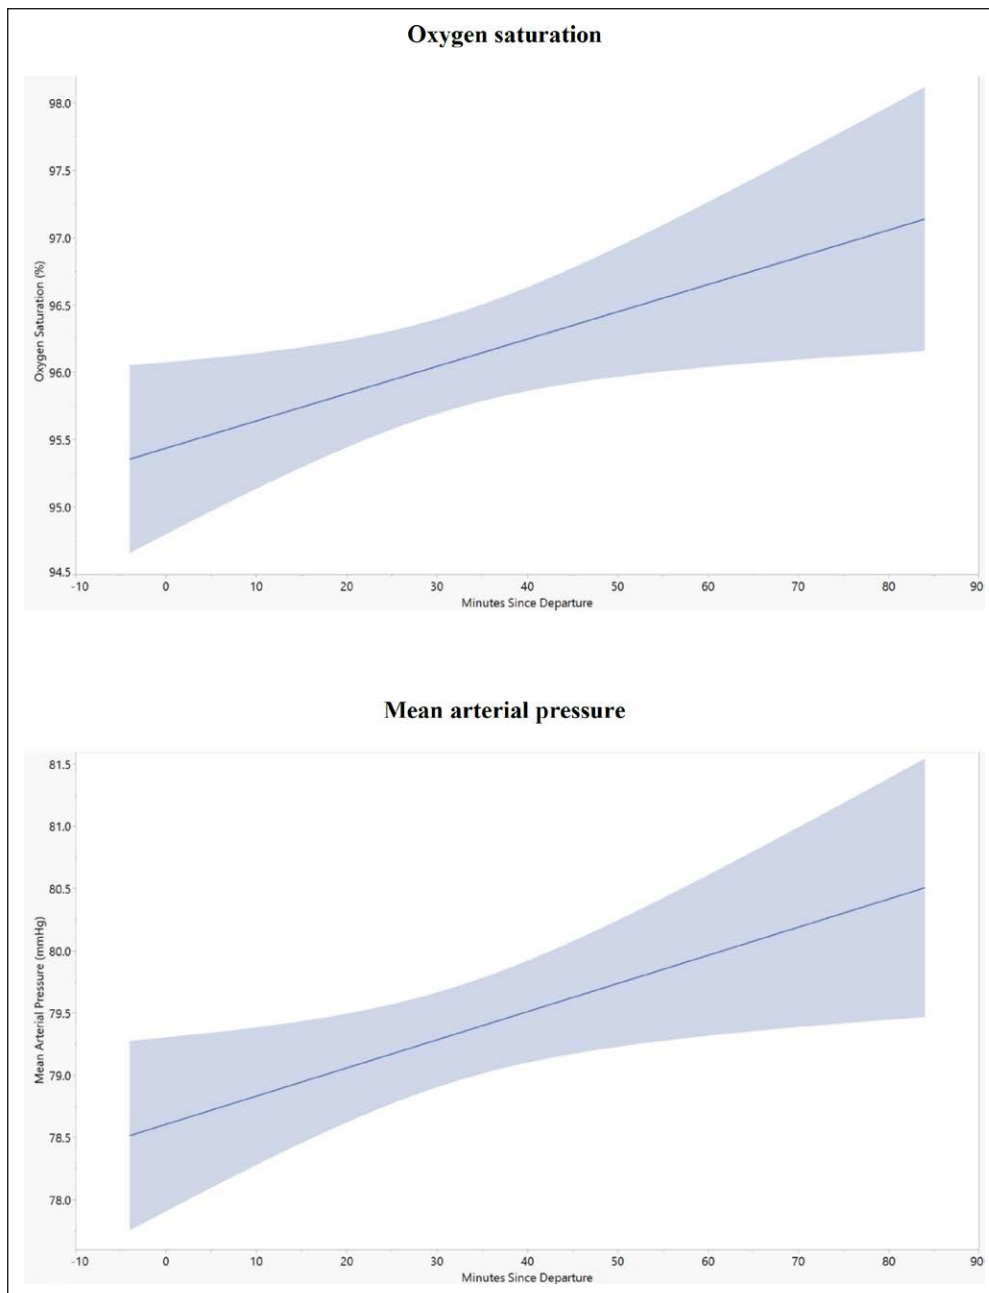 Oxygen saturation
98.0
97.5
97.0
96.5
96.0
95.5
95.0
94.5
Oxygen Saturation (%)
-10 0 10 20 30 40 50 60 70 80 90
Minutes Since Departure
Mean arterial pressure
81.5
81.0
80.5
80.0
79.5
79.0
78.5
78.0
Mean Arterial Pressure (mmHg)
-10 0 10 20 30 40 50 60 70 80 90
Minutes Since Departure